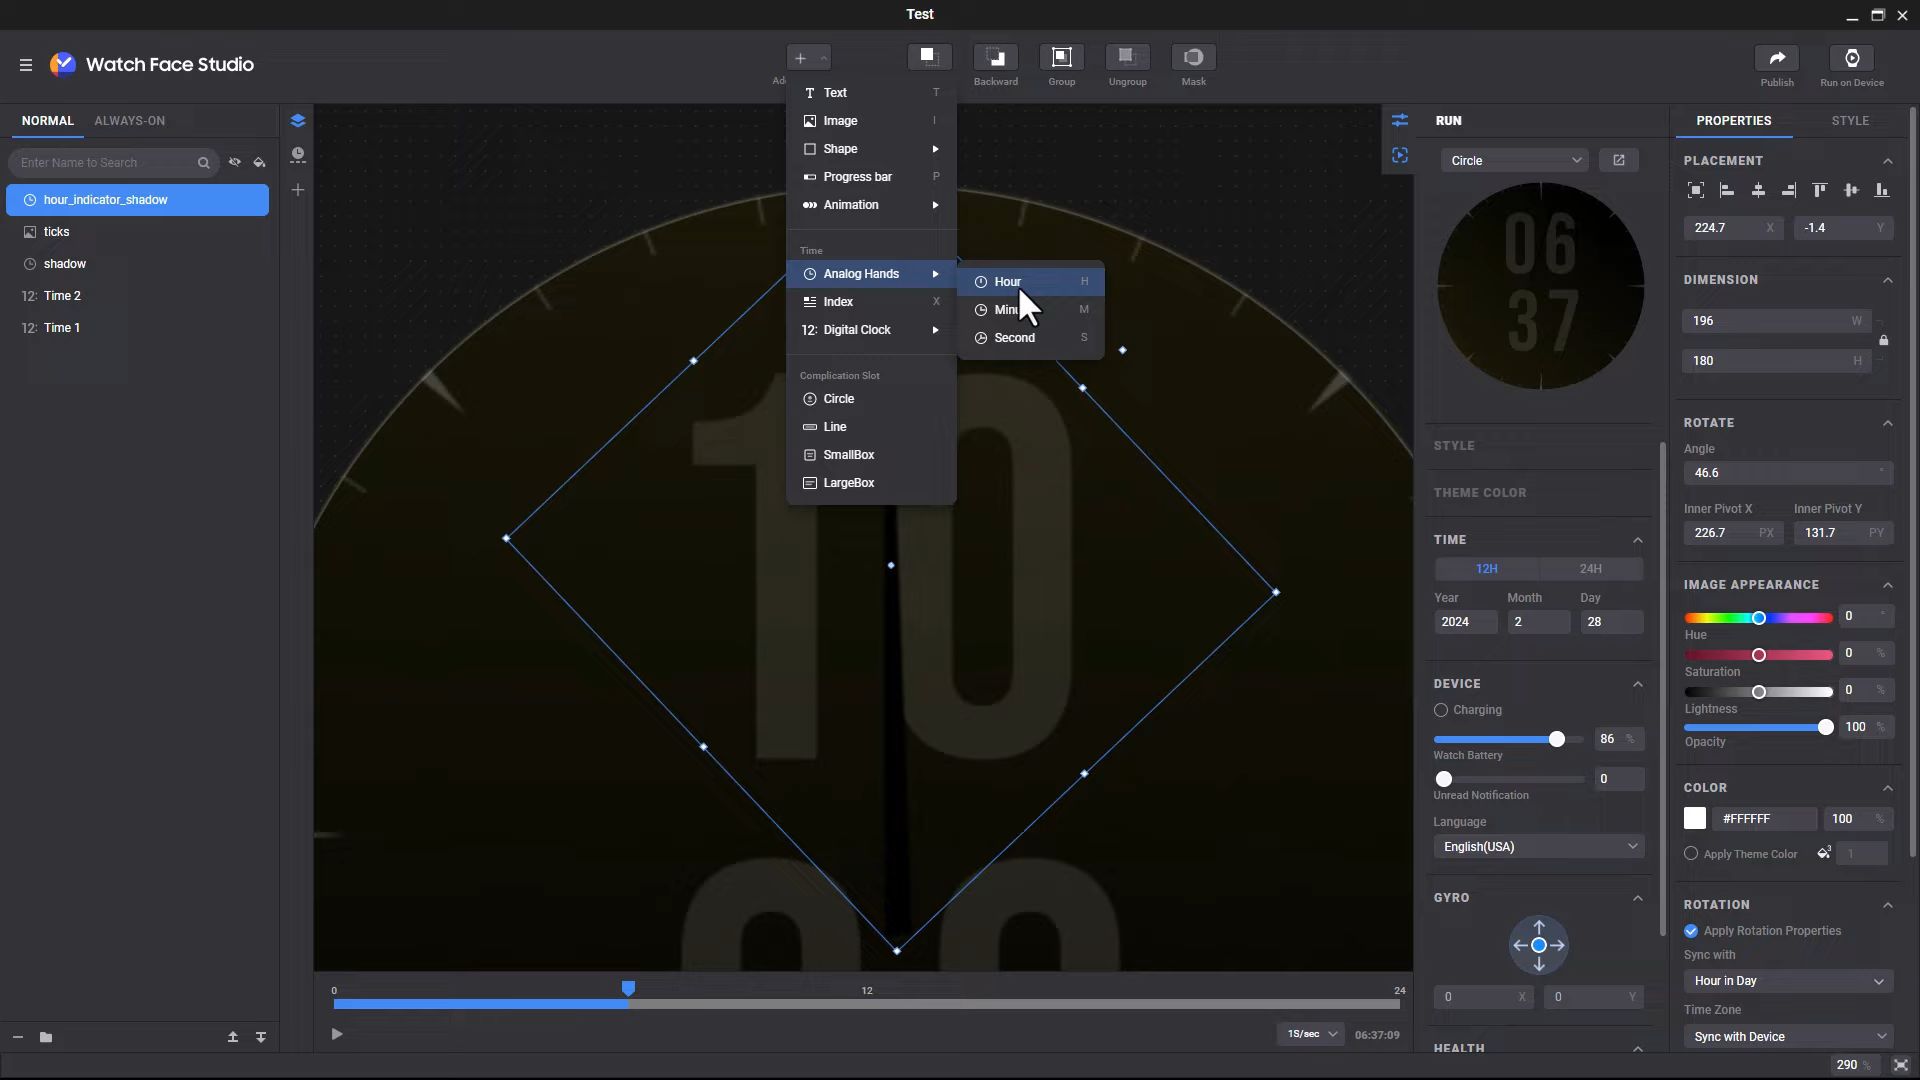 Test
Watch Face Studio
Backward
Group
Ungroup
Mask
Publish
Run on Device
NORMAL
ALWAYS-ON
Enter Name to Search
hour_indicator_shadow
ticks
shadow
12: Time 2
12: Time 1
Text T
Image I
Shape
Progress bar P
Animation
Time
Analog Hands
Index X
12: Digital Clock
Complication Slot
Circle
Line
SmallBox
LargeBox
Hour H
M
Second S
10
0
12
24
1S/sec
06:37:09
RUN
Circle
06
37
STYLE
THEME COLOR
TIME
12H 24H
Year Month Day
2024 2 28
DEVICE
Charging
86 %
Watch Battery
0
Unread Notification
Language
English(USA)
GYRO
0 X 0 Y
HEALTH
PROPERTIES STYLE
PLACEMENT
224.7 X -1.4 Y
DIMENSION
196 W
180 H
ROTATE
Angle
46.6 °
Inner Pivot X Inner Pivot Y
226.7 PX 131.7 PY
IMAGE APPEARANCE
0 °
Hue
0 %
Saturation
0 %
Lightness
100 %
Opacity
COLOR
#FFFFFF 100 %
Apply Theme Color 1
ROTATION
Apply Rotation Properties
Sync with
Hour in Day
Time Zone
Sync with Device
290 %